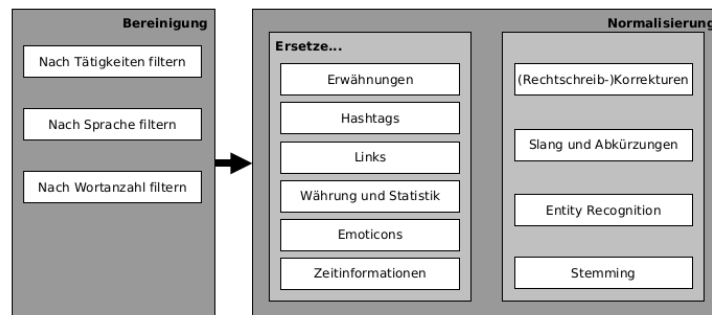 Bereinigung
Nach Tätigkeiten filtern
Nach Sprache filtern
Nach Wortanzahl filtern
Normalisierung
Ersetze...
Erwähnungen
Hashtags
Links
Währung und Statistik
Emoticons
Zeitinformationen
(Rechtschreib-)Korrekturen
Slang und Abkürzungen
Entity Recognition
Stemming